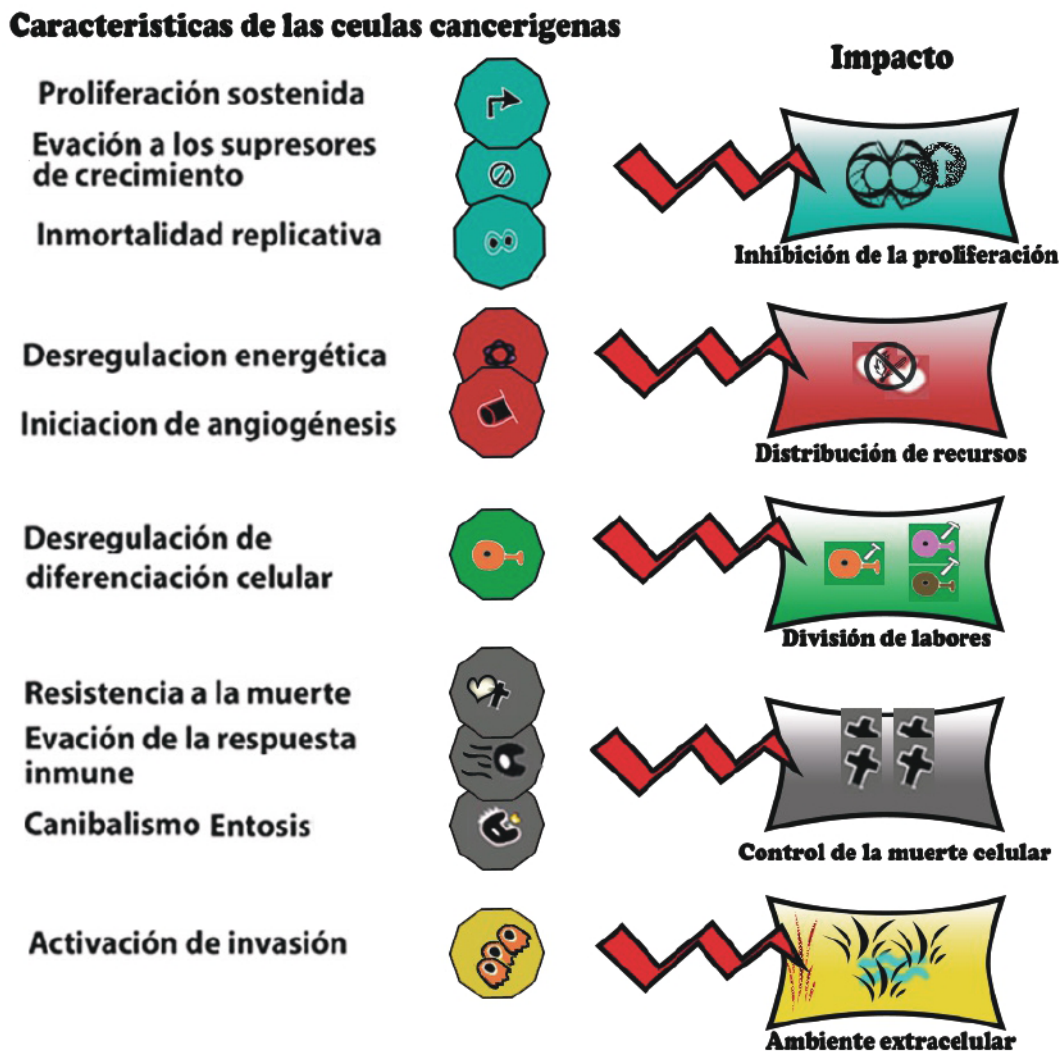 Caracteristicas de las ceulas cancerigenas
Impacto
Proliferación sostenida
Evación a los supresores
de crecimiento
Inmortalidad replicativa
Inhibición de la proliferación
Desregulacion energética
Iniciacion de angiogénesis
Distribución de recursos
Desregulación de
diferenciación celular
División de labores
Resistencia a la muerte
Evación de la respuesta
inmune
Canibalismo Entosis
Control de la muerte celular
Activación de invasión
Ambiente extracelular